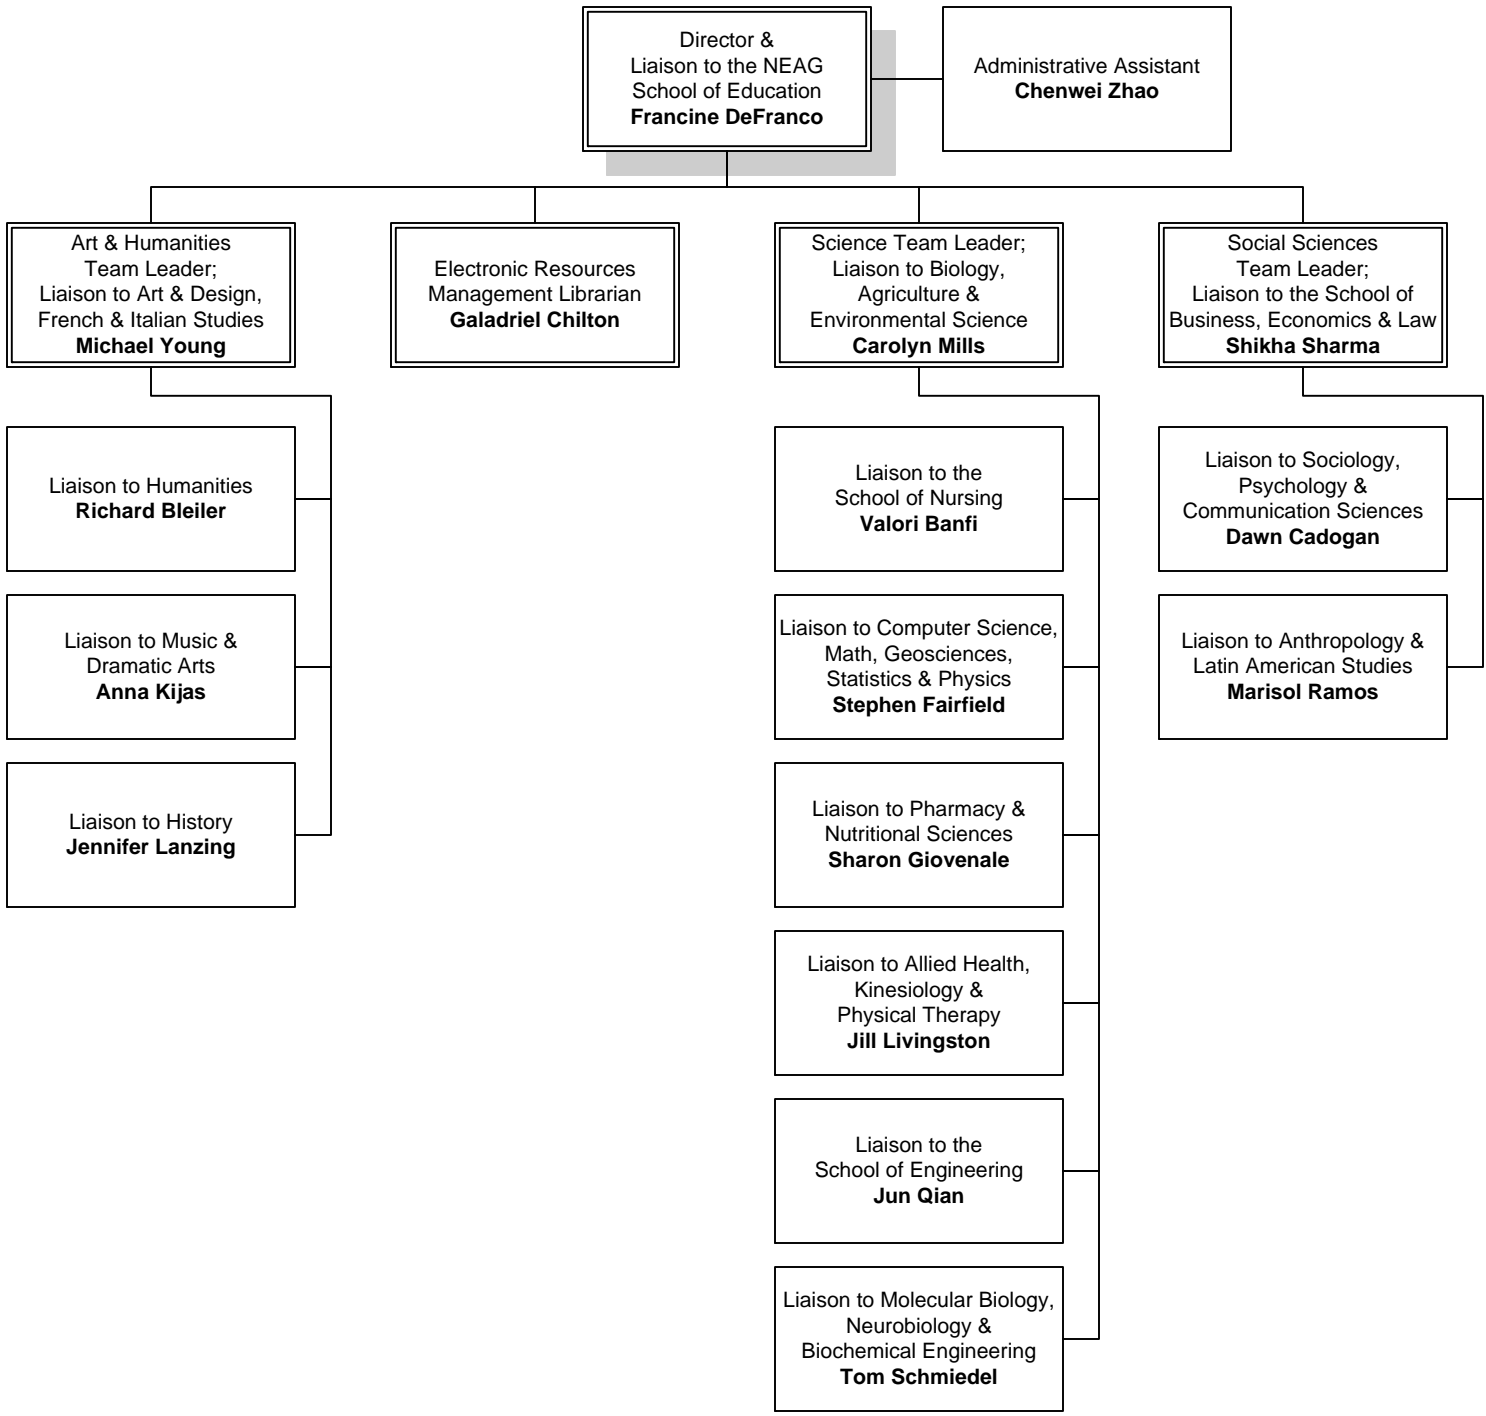 Director &
Liaison to the NEAG
School of Education
Francine DeFranco
Administrative Assistant
Chenwei Zhao
Art & Humanities
Team Leader;
Liaison to Art & Design,
French & Italian Studies
Michael Young
Electronic Resources
Management Librarian
Galadriel Chilton
Science Team Leader;
Liaison to Biology,
Agriculture &
Environmental Science
Carolyn Mills
Social Sciences
Team Leader;
Liaison to the School of
Business, Economics & Law
Shikha Sharma
Liaison to Humanities
Richard Bleiler
Liaison to Music &
Dramatic Arts
Anna Kijas
Liaison to History
Jennifer Lanzing
Liaison to the
School of Nursing
Valori Banfi
Liaison to Computer Science,
Math, Geosciences,
Statistics & Physics
Stephen Fairfield
Liaison to Pharmacy &
Nutritional Sciences
Sharon Giovenale
Liaison to Allied Health,
Kinesiology &
Physical Therapy
Jill Livingston
Liaison to the
School of Engineering
Jun Qian
Liaison to Molecular Biology,
Neurobiology &
Biochemical Engineering
Tom Schmiedel
Liaison to Sociology,
Psychology &
Communication Sciences
Dawn Cadogan
Liaison to Anthropology &
Latin American Studies
Marisol Ramos